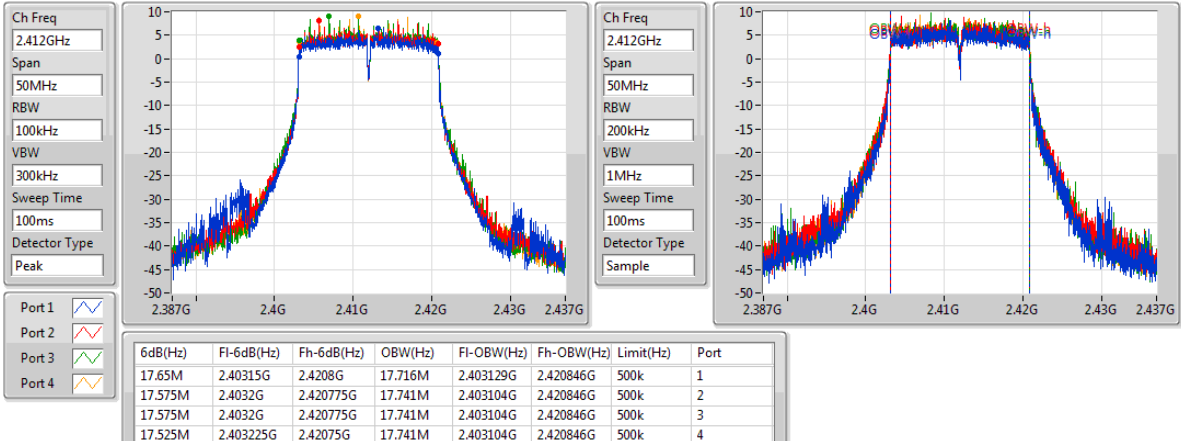 Ch Freq
2.412GHz
Span
50MHz
RBW
100kHz
VBW
300kHz
Sweep Time
100ms
Detector Type
Peak
Port 1
Port 2
Port 3
Port 4
10
5
0
-5
-10
-15
-20
-25
-30
-35
-40
-45
-50
2.387G 2.4G 2.41G 2.42G 2.43G 2.437G
Ch Freq
2.412GHz
Span
50MHz
RBW
200kHz
VBW
1MHz
Sweep Time
100ms
Detector Type
Sample
10
5
0
-5
-10
-15
-20
-25
-30
-35
-40
-45
-50
2.387G 2.4G 2.41G 2.42G 2.43G 2.437G
6dB(Hz) Fl-6dB(Hz) Fh-6dB(Hz) OBW(Hz) Fl-OBW(Hz) Fh-OBW(Hz) Limit(Hz) Port
17.65M 2.40315G 2.4208G 17.716M 2.403129G 2.420846G 500k 1
17.575M 2.4032G 2.420775G 17.741M 2.403104G 2.420846G 500k 2
17.575M 2.4032G 2.420775G 17.741M 2.403104G 2.420846G 500k 3
17.525M 2.403225G 2.42075G 17.741M 2.403104G 2.420846G 500k 4